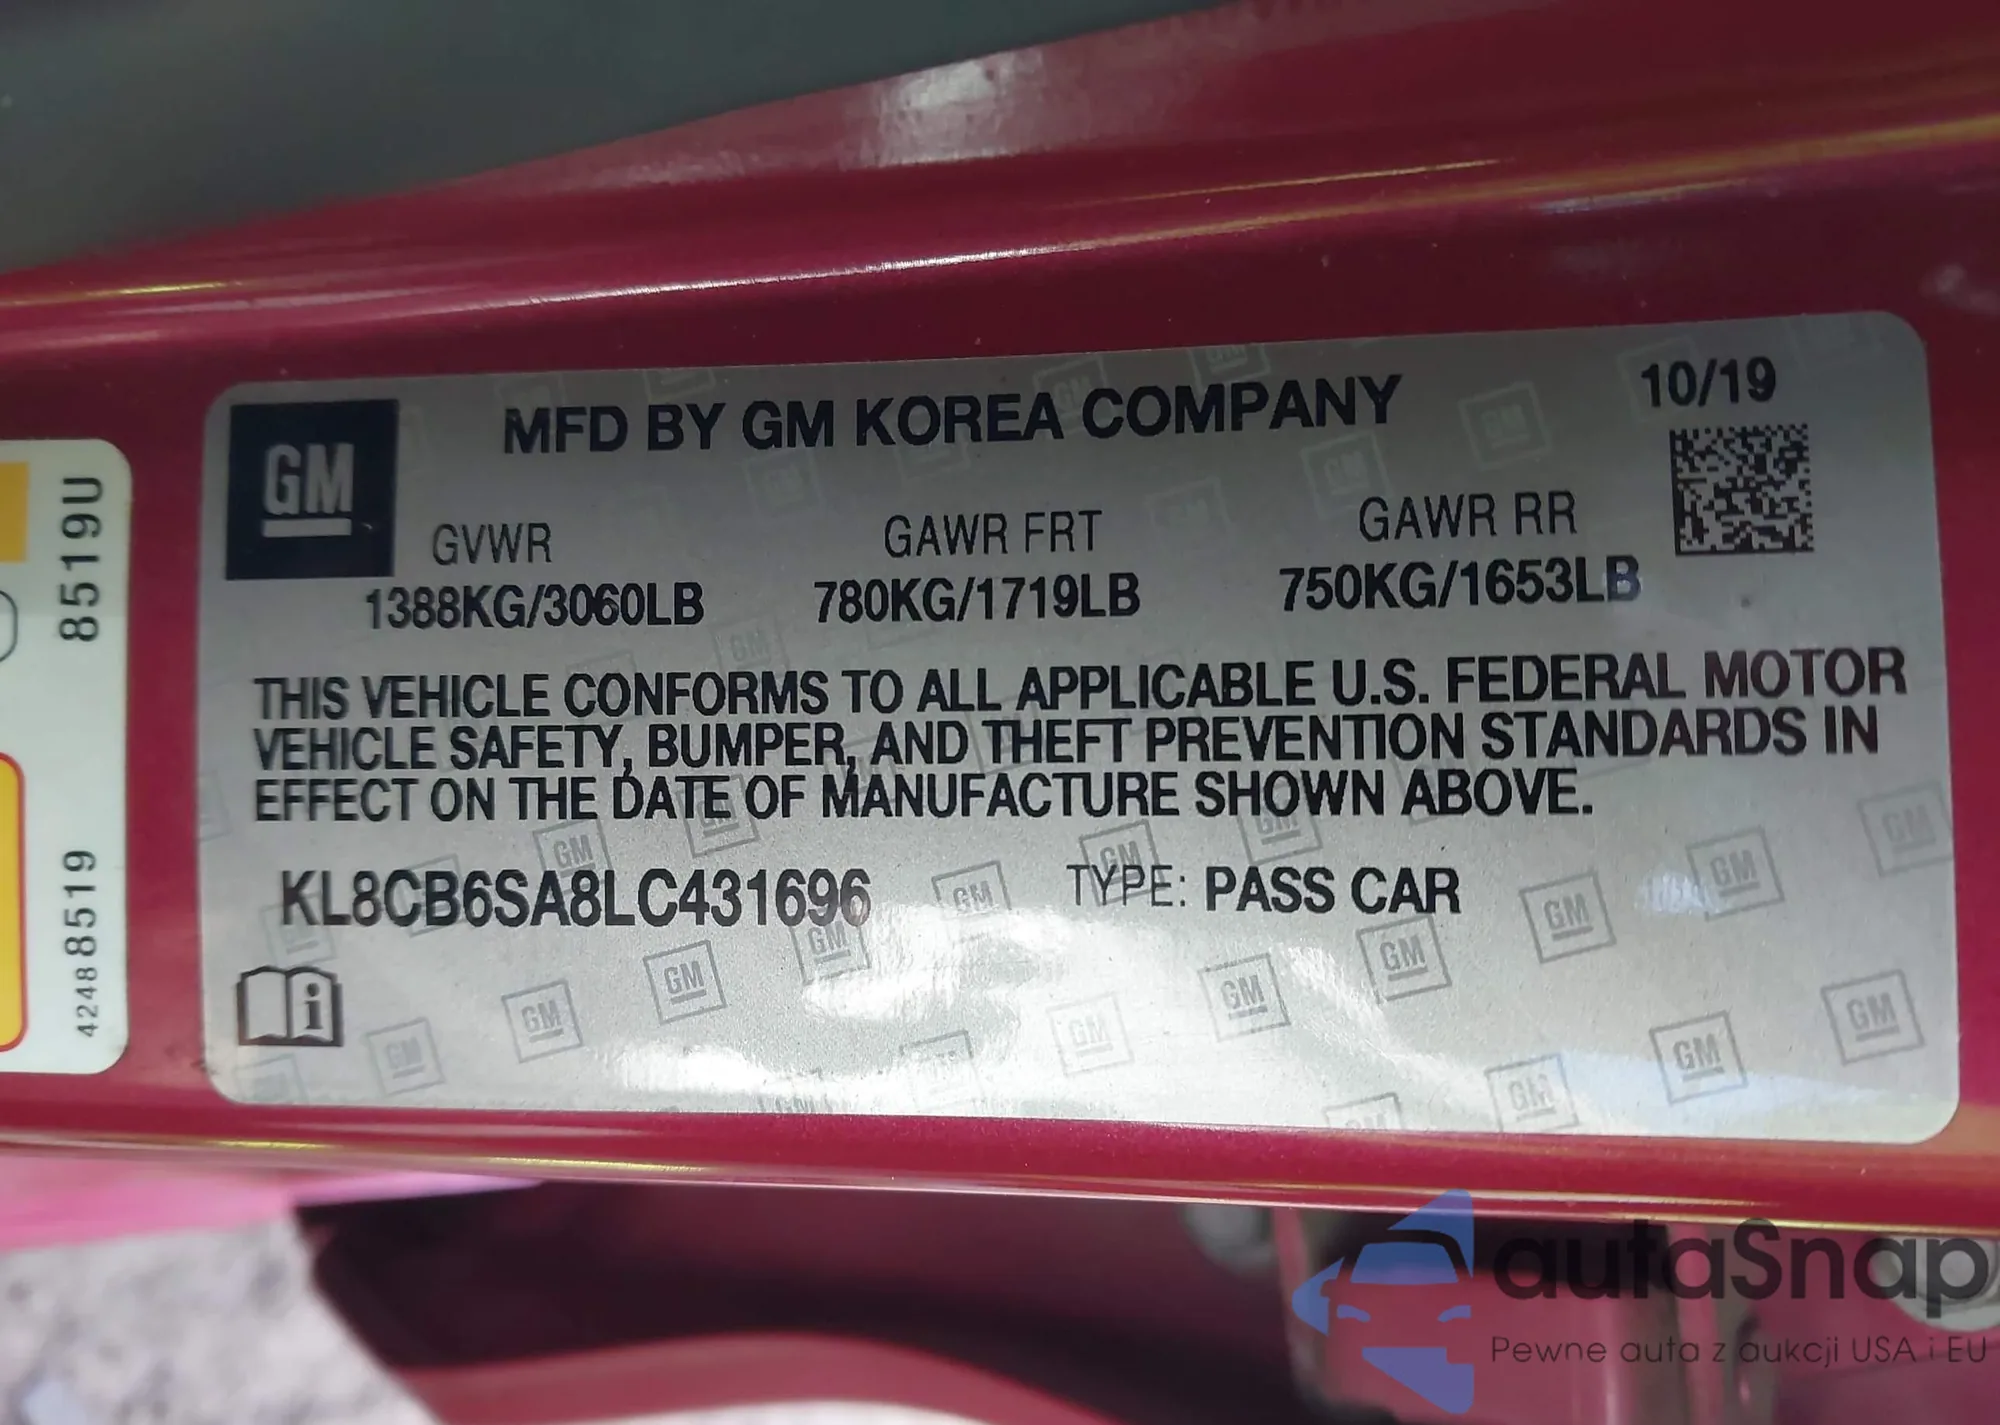 MFD BY GM KOREA COMPANY
10/19
GM
GVWR
GAWR FRT
GAWR RR
1388KG/3060LB
780KG/1719LB
750KG/1653LB
THIS VEHICLE CONFORMS TO ALL APPLICABLE U.S. FEDERAL MOTOR
VEHICLE SAFETY, BUMPER, AND THEFT PREVENTION STANDARDS IN
EFFECT ON THE DATE OF MANUFACTURE SHOWN ABOVE.
KL8CB6SA8LC431696
TYPE: PASS CAR
8519U
42488519
autaSnap
Pewne auta z aukcji USA i EU